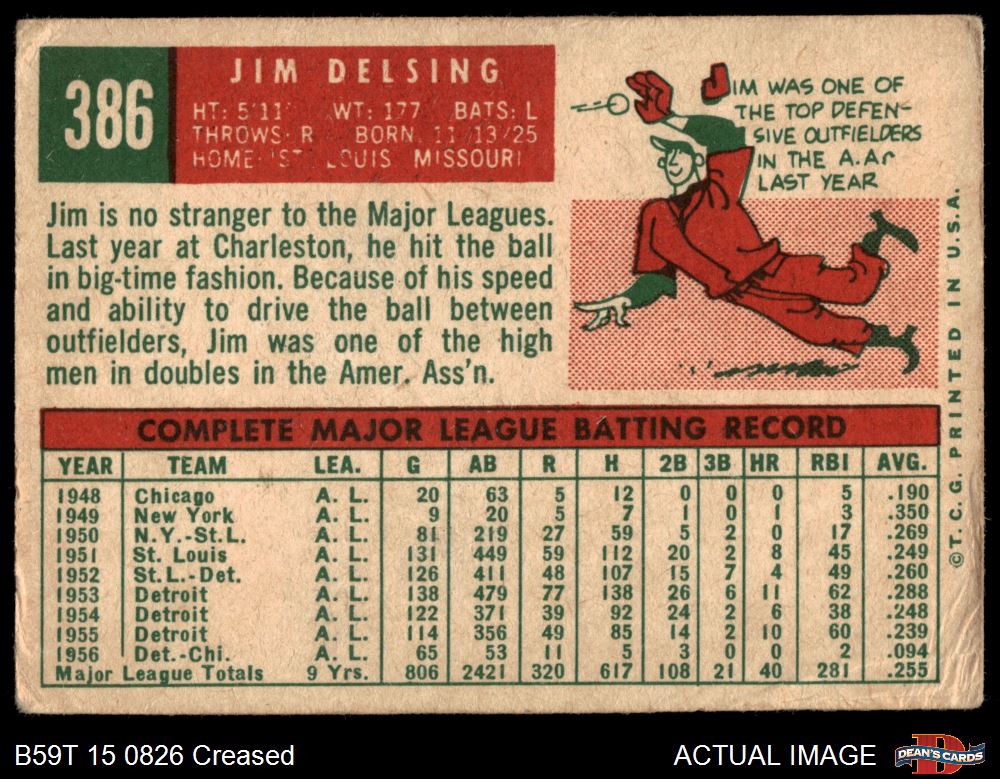 386
JIM DELSING
HT: 5'11" WT: 177 BATS: L
THROWS: R BORN: 11/13/25
HOME: ST. LOUIS MISSOURI
JIM WAS ONE OF
THE TOP DEFEN-
SIVE OUTFIELDERS
IN THE A.A.
LAST YEAR
Jim is no stranger to the Major Leagues.
Last year at Charleston, he hit the ball
in big-time fashion. Because of his speed
and ability to drive the ball between
outfielders, Jim was one of the high
men in doubles in the Amer. Ass'n.
COMPLETE MAJOR LEAGUE BATTING RECORD
YEAR TEAM LEA. G AB R H 2B 3B HR RBI AVG.
1948 Chicago A. L. 20 63 5 12 0 0 0 5 .190
1949 New York A. L. 9 20 5 7 1 0 1 3 .350
1950 N.Y.-St.L. A. L. 81 219 27 59 5 2 0 17 .269
1951 St. Louis A. L. 131 449 59 112 20 2 8 45 .249
1952 St.L.-Det. A. L. 126 411 48 107 15 7 4 49 .260
1953 Detroit A. L. 138 479 77 138 26 6 11 62 .288
1954 Detroit A. L. 122 371 39 92 24 2 6 38 .248
1955 Detroit A. L. 114 356 49 85 14 2 10 60 .239
1956 Det.-Chi. A. L. 65 53 11 5 3 0 0 2 .094
Major League Totals 9 Yrs. 806 2421 320 617 108 21 40 281 .255
©T.C.G. PRINTED IN U.S.A.
B59T 15 0826 Creased
ACTUAL IMAGE
DEAN'S CARDS